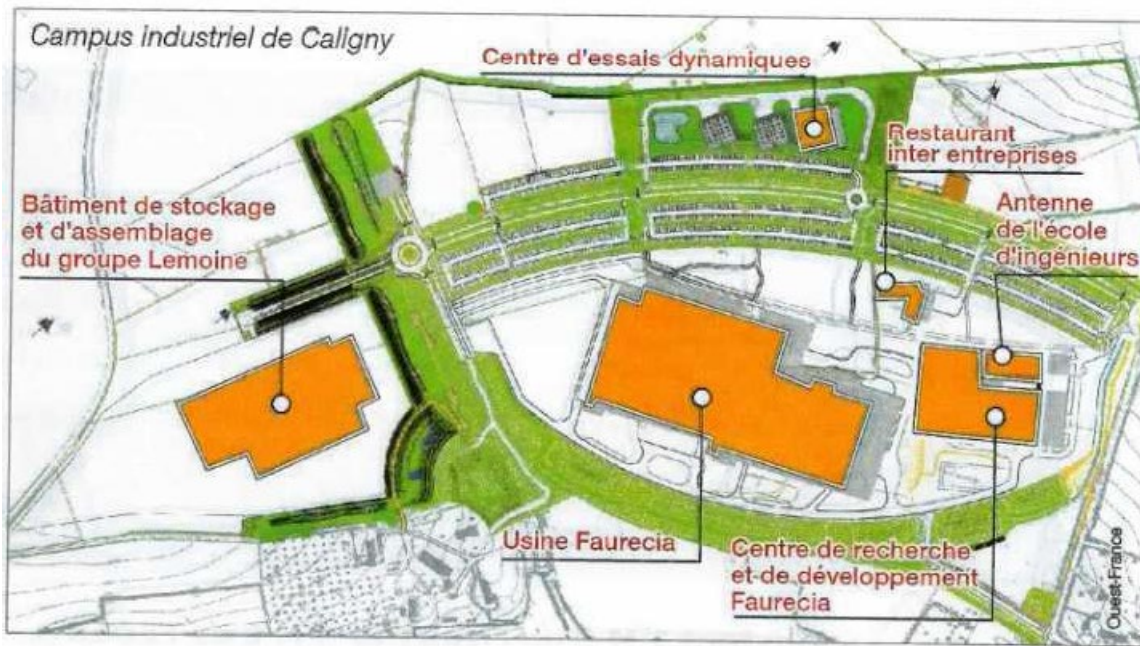 Campus industriel de Caligny
Centre d'essais dynamiques
Restaurant
inter entreprises
Bâtiment de stockage
et d'assemblage
du groupe Lemoine
Antenne
de l'école
d'ingénieurs
Usine Faurecia
Centre de recherche
et de développement
Faurecia
Ouest-France